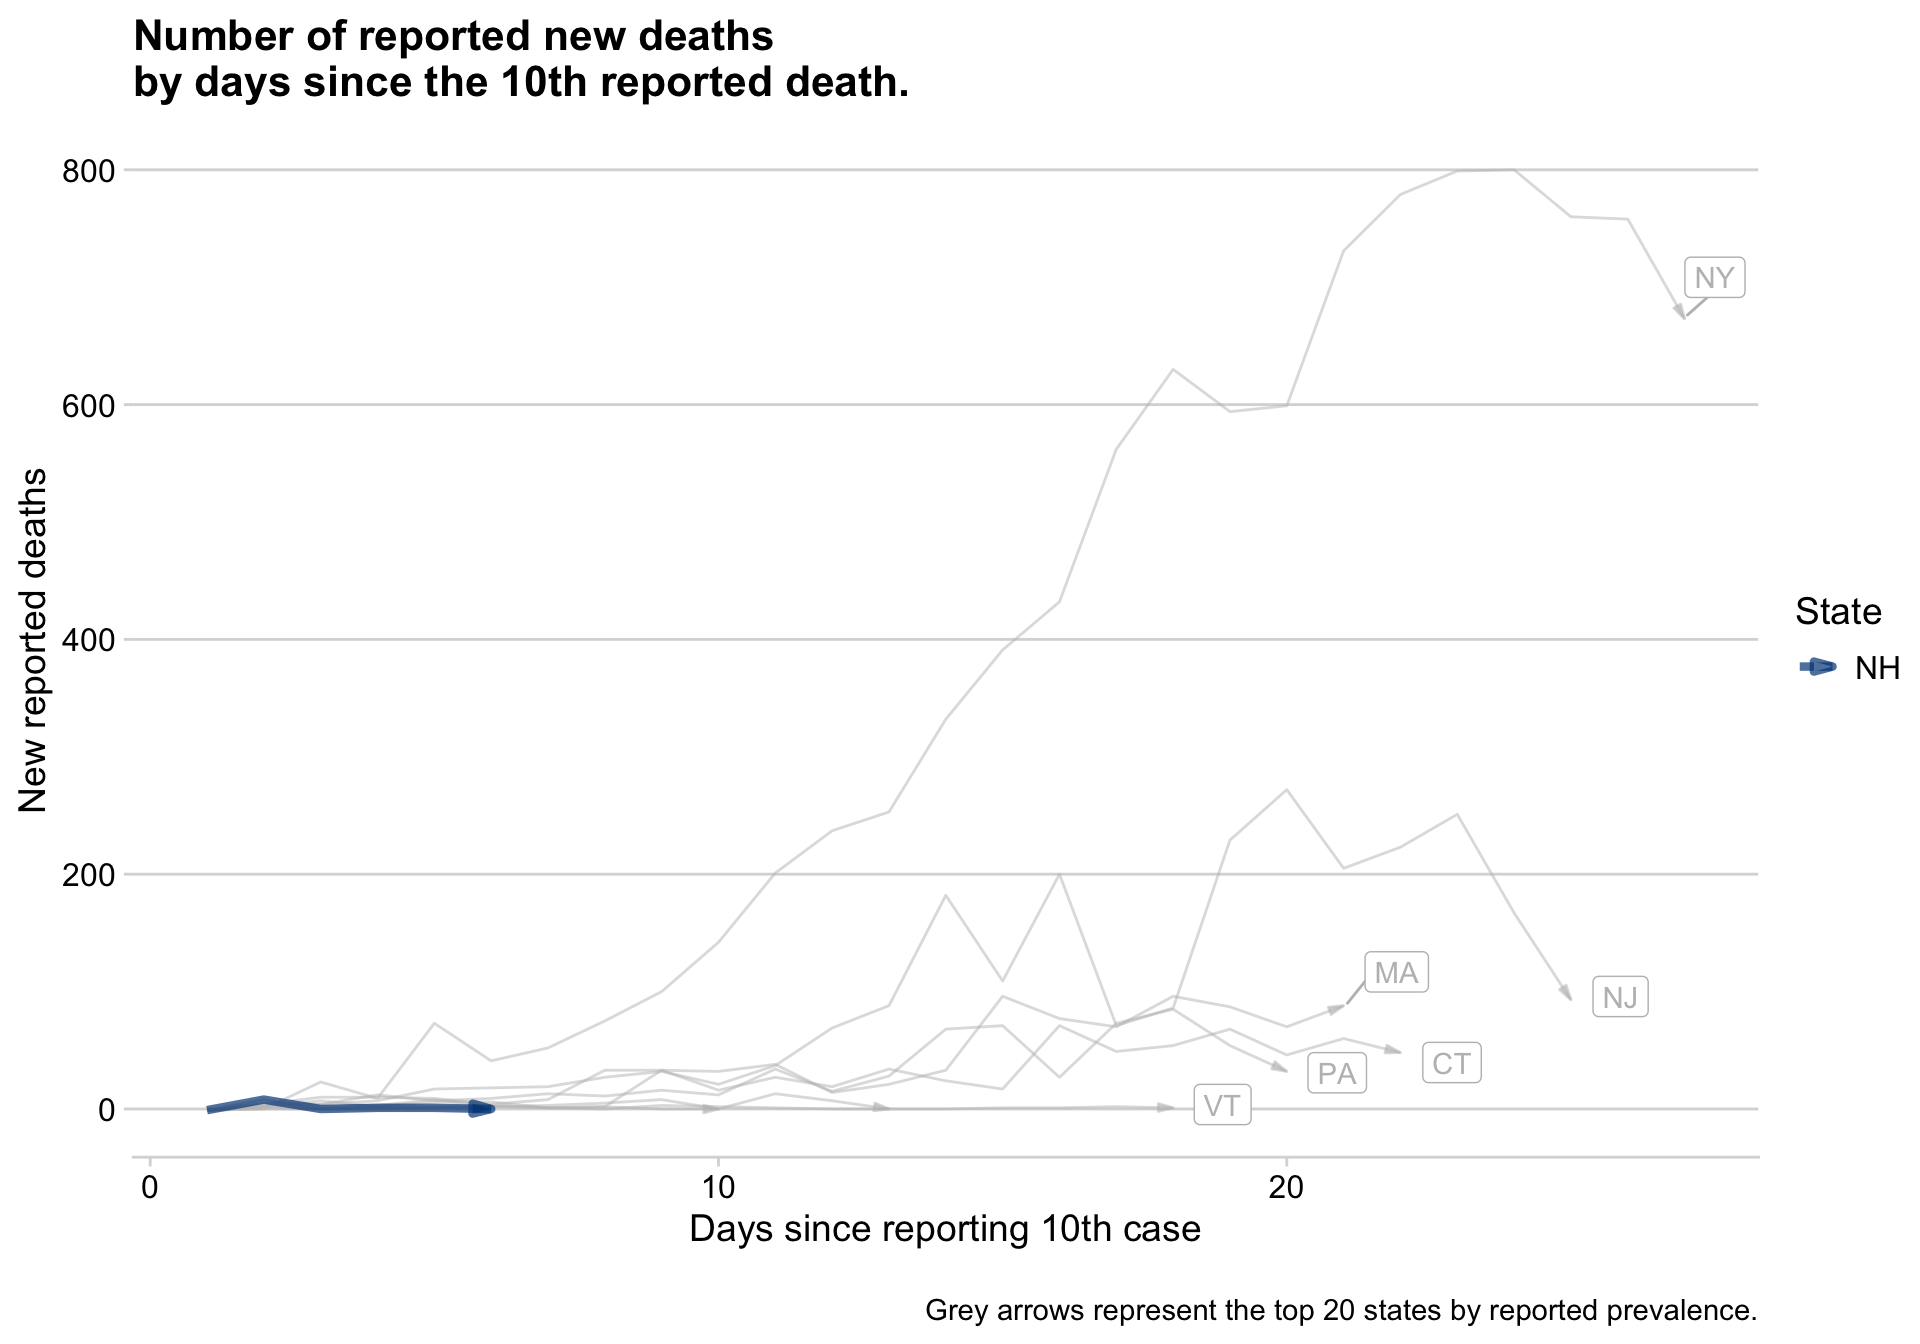 Number of reported new deaths
by days since the 10th reported death.
800
600
400
200
0
New reported deaths
NY
MA
NJ
CT
PA
VT
State
NH
0 10 20
Days since reporting 10th case
Grey arrows represent the top 20 states by reported prevalence.